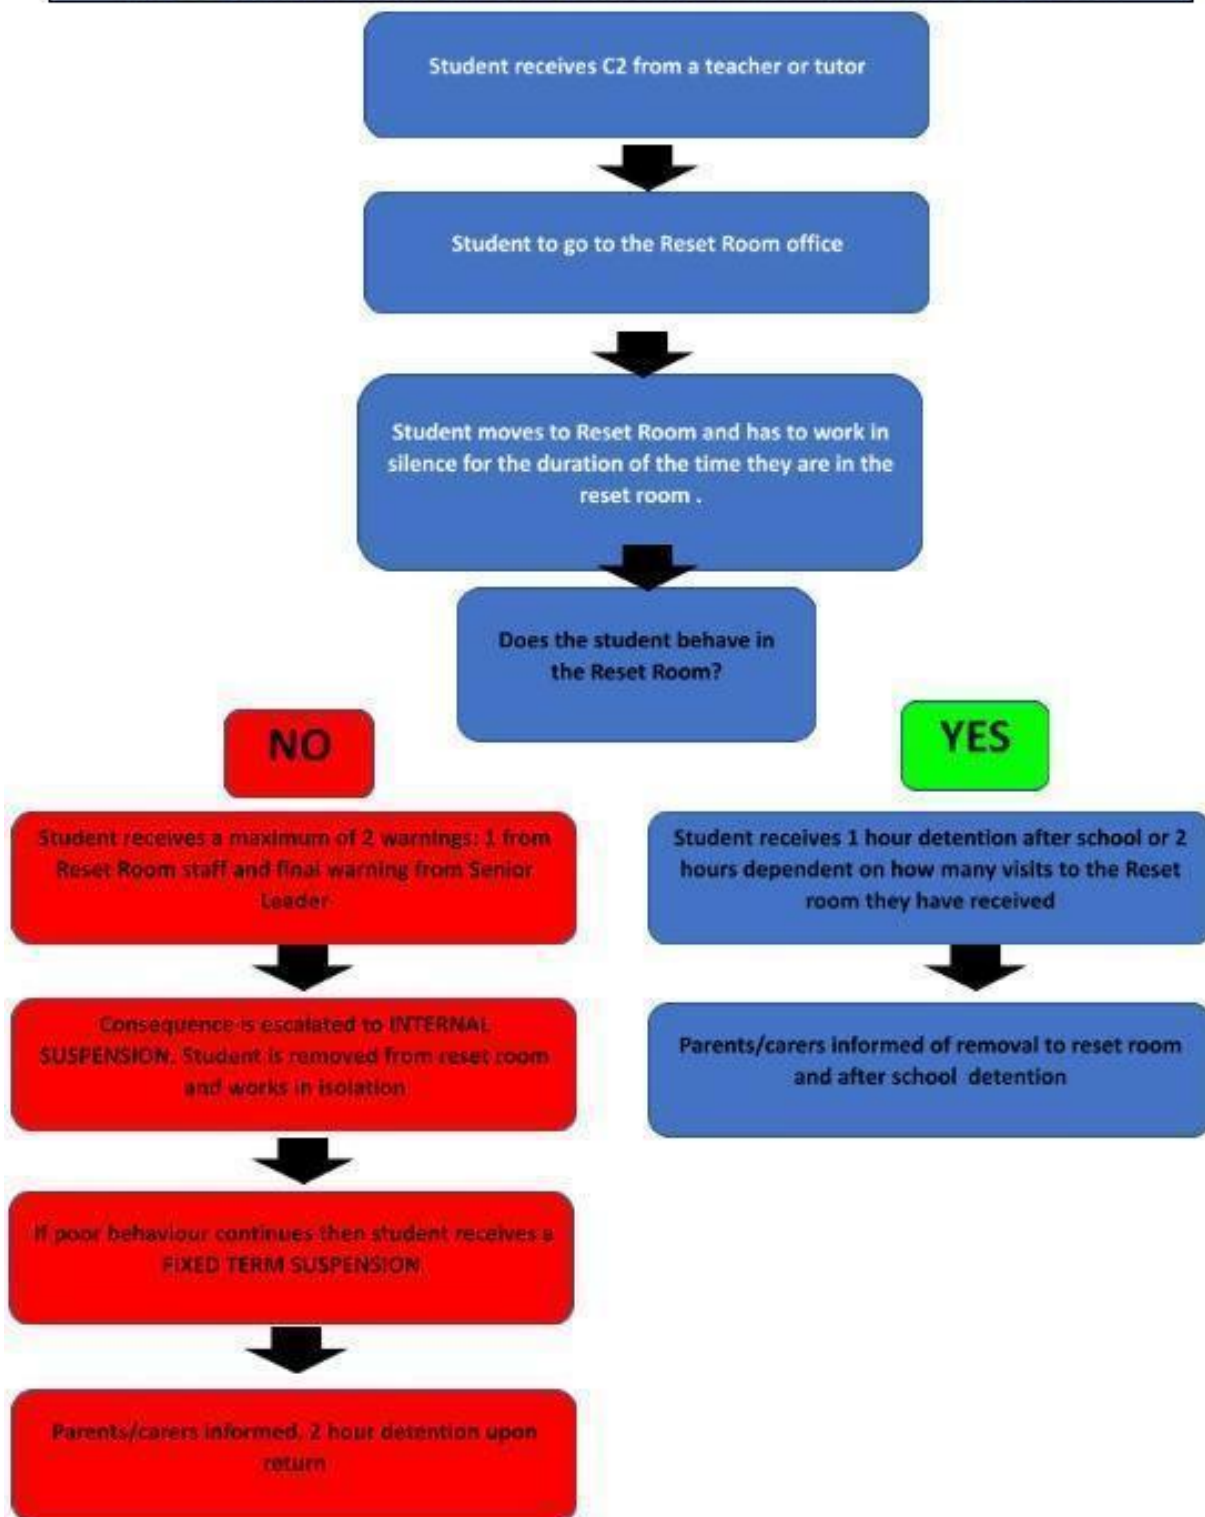 Student receives C2 from a teacher or tutor
Student to go to the Reset Room office
Student moves to Reset Room and has to work in
silence for the duration of the time they are in the
reset room .
Does the student behave in
the Reset Room?
NO
YES
Student receives a maximum of 2 warnings: 1 from
Reset Room staff and final warning from Senior
Leader
Student receives 1 hour detention after school or 2
hours dependent on how many visits to the Reset
room they have received
Consequence is escalated to INTERNAL
SUSPENSION. Student is removed from reset room
and works in isolation
Parents/carers informed of removal to reset room
and after school detention
If poor behaviour continues then student receives a
FIXED TERM SUSPENSION
Parents/carers informed. 2 hour detention upon
return